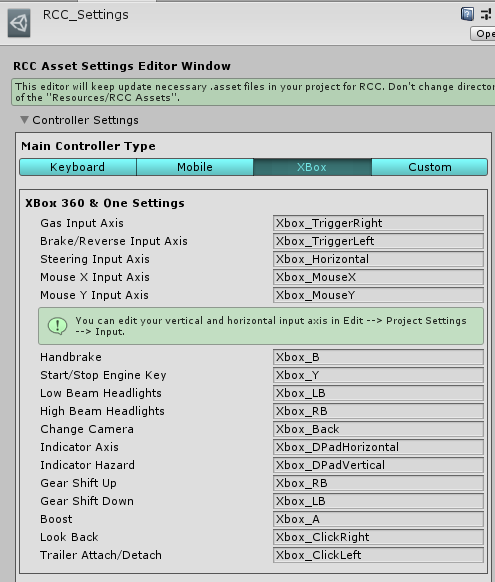 RCC_Settings
Ope
RCC Asset Settings Editor Window
This editor will keep update necessary .asset files in your project for RCC. Don't change director
of the "Resources/RCC Assets".
Controller Settings
Main Controller Type
Keyboard Mobile XBox Custom
XBox 360 & One Settings
Gas Input Axis Xbox_TriggerRight
Brake/Reverse Input Axis Xbox_TriggerLeft
Steering Input Axis Xbox_Horizontal
Mouse X Input Axis Xbox_MouseX
Mouse Y Input Axis Xbox_MouseY
You can edit your vertical and horizontal input axis in Edit --> Project Settings
--> Input.
Handbrake Xbox_B
Start/Stop Engine Key Xbox_Y
Low Beam Headlights Xbox_LB
High Beam Headlights Xbox_RB
Change Camera Xbox_Back
Indicator Axis Xbox_DPadHorizontal
Indicator Hazard Xbox_DPadVertical
Gear Shift Up Xbox_RB
Gear Shift Down Xbox_LB
Boost Xbox_A
Look Back Xbox_ClickRight
Trailer Attach/Detach Xbox_ClickLeft